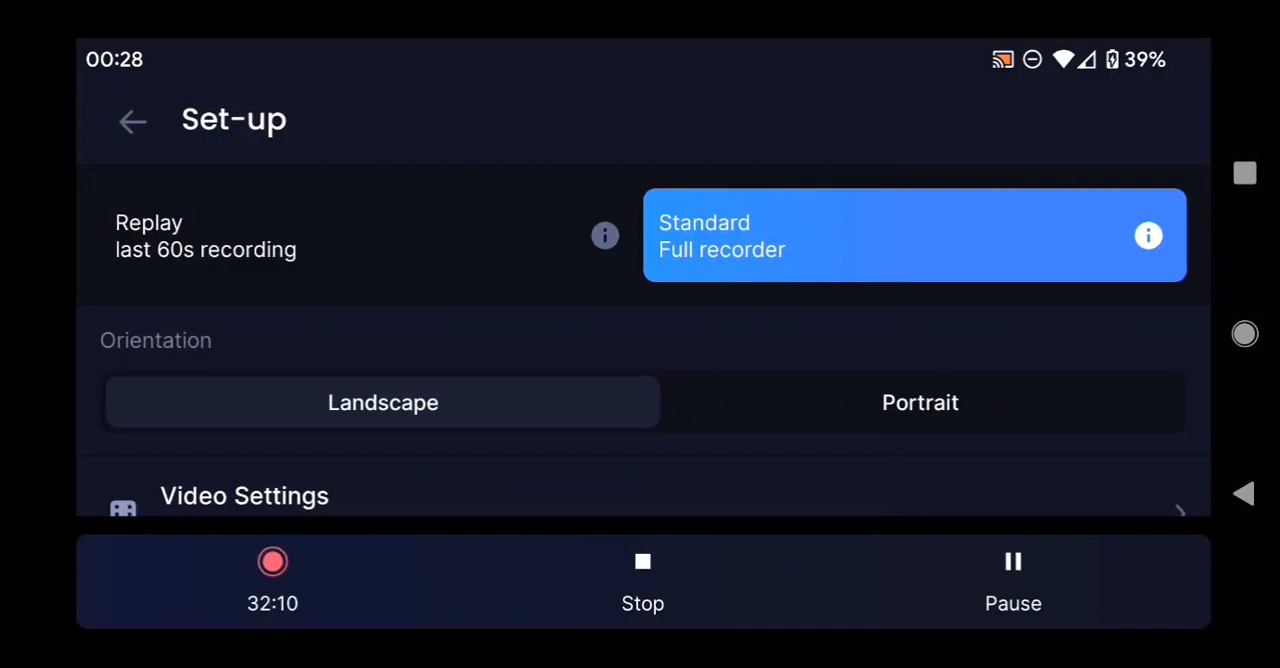 00:28
39%
Set-up
Replay
last 60s recording
Standard
Full recorder
Orientation
Landscape
Portrait
Video Settings
32:10
Stop
Pause